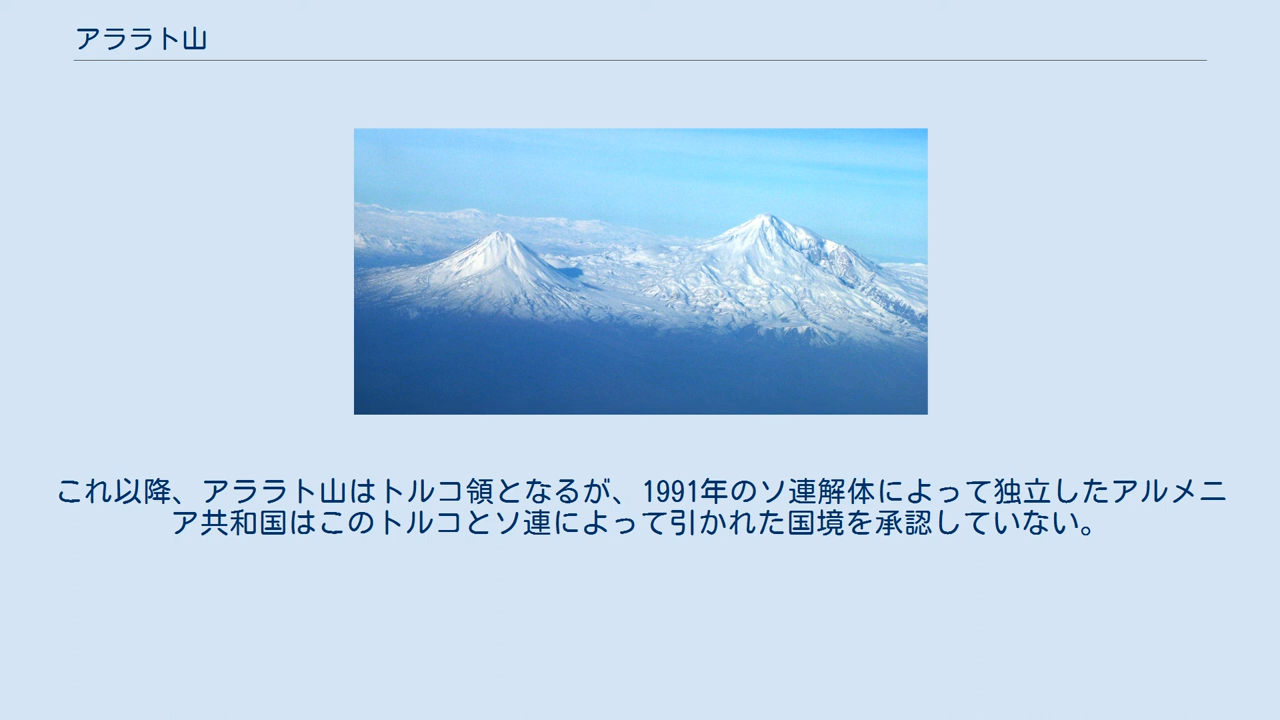 アララト山
これ以降、アララト山はトルコ領となるが、1991年のソ連解体によって独立したアルメニ
ア共和国はこのトルコとソ連によって引かれた国境を承認していない。